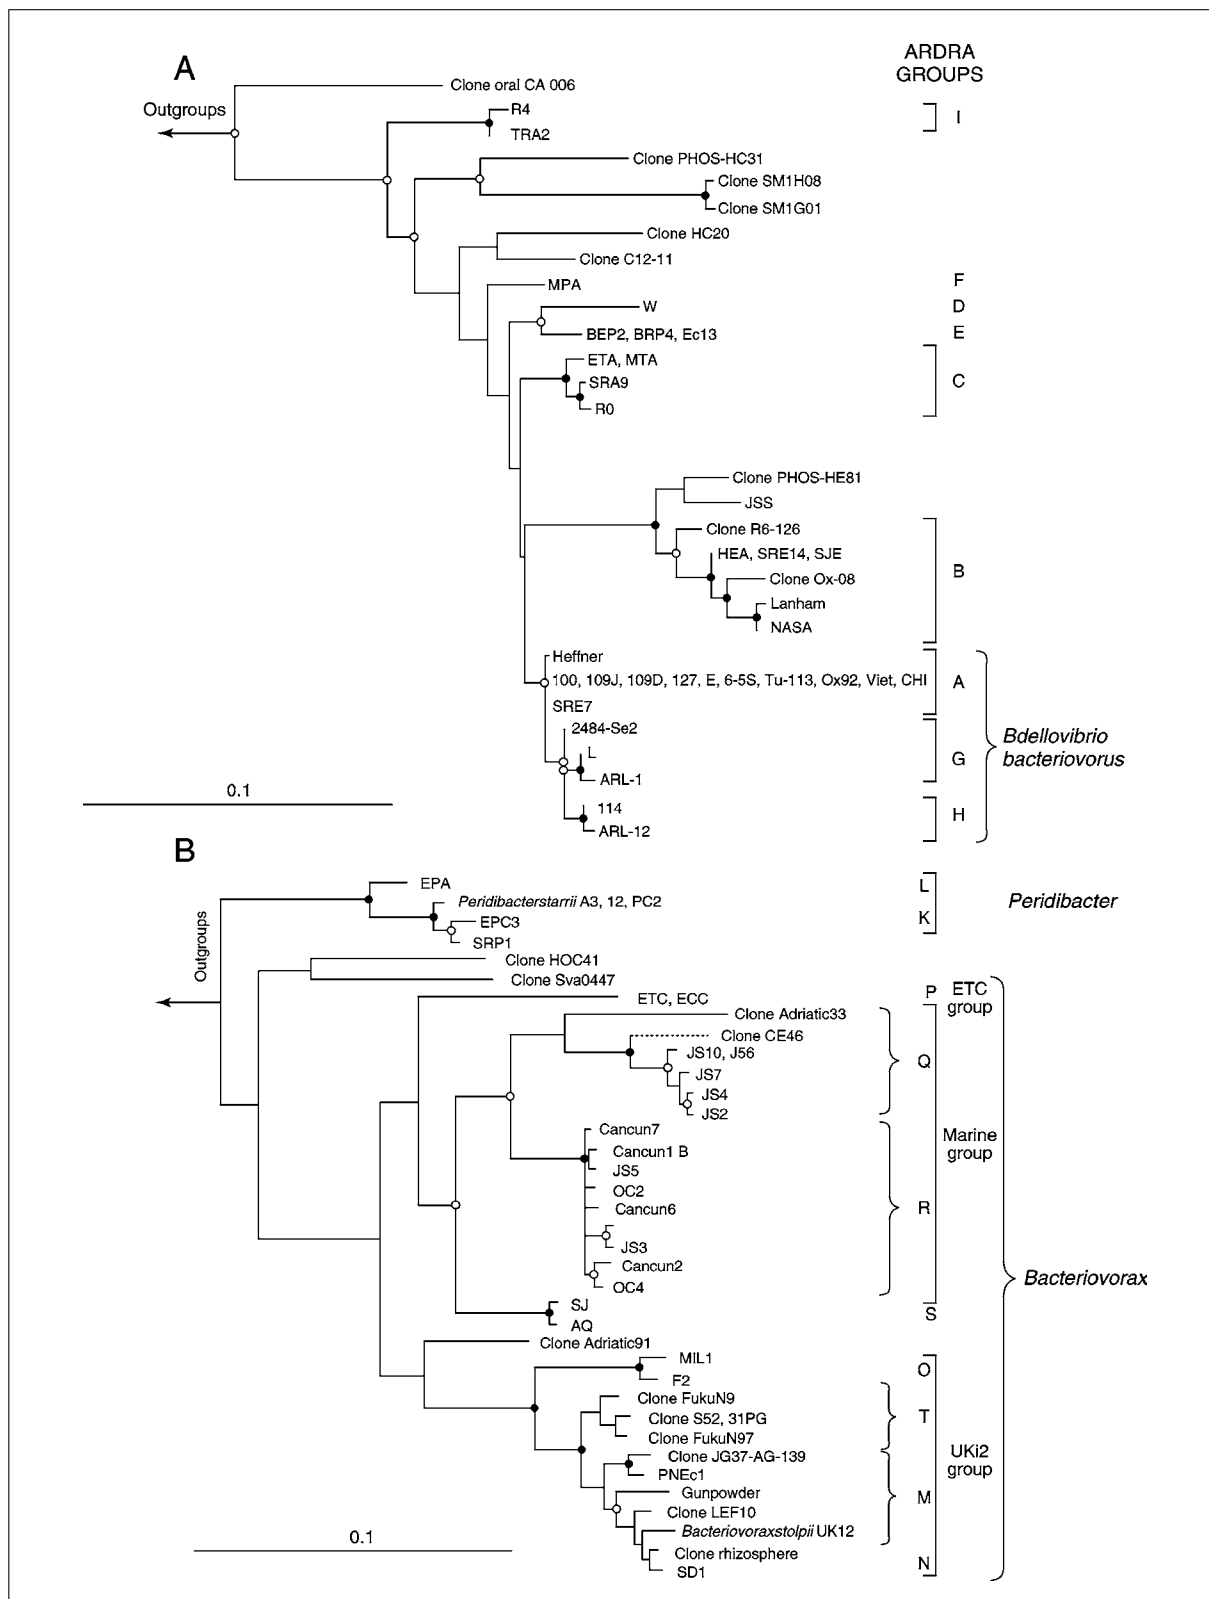 A
ARDRA
GROUPS
Clone oral CA 006
Outgroups
R4
I
TRA2
Clone PHOS-HC31
Clone SM1H08
Clone SM1G01
Clone HC20
Clone C12-11
MPA
F
W
D
BEP2, BRP4, Ec13
E
ETA, MTA
SRA9
C
R0
Clone PHOS-HE81
JSS
Clone R6-126
HEA, SRE14, SJE
B
Clone Ox-08
Lanham
NASA
Heffner
100, 109J, 109D, 127, E, 6-5S, Tu-113, Ox92, Viet, CHI
A
SRE7
2484-Se2
Bdellovibrio
bacteriovorus
L
G
ARL-1
0.1
114
H
ARL-12
B
EPA
L
Peridibacterstarrii A3, 12, PC2
Peridibacter
EPC3
K
SRP1
Outgroups
Clone HOC41
Clone Sva0447
ETC, ECC
P
ETC
group
Clone Adriatic33
Clone CE46
JS10, J56
Q
JS7
JS4
JS2
Cancun7
Marine
group
Cancun1 B
JS5
OC2
Cancun6
R
JS3
Cancun2
Bacteriovorax
OC4
SJ
S
AQ
Clone Adriatic91
MIL1
O
F2
Clone FukuN9
Clone S52, 31PG
T
Clone FukuN97
Clone JG37-AG-139
UKi2
group
PNEc1
Gunpowder
M
Clone LEF10
Bacteriovoraxstolpii UK12
0.1
Clone rhizosphere
N
SD1